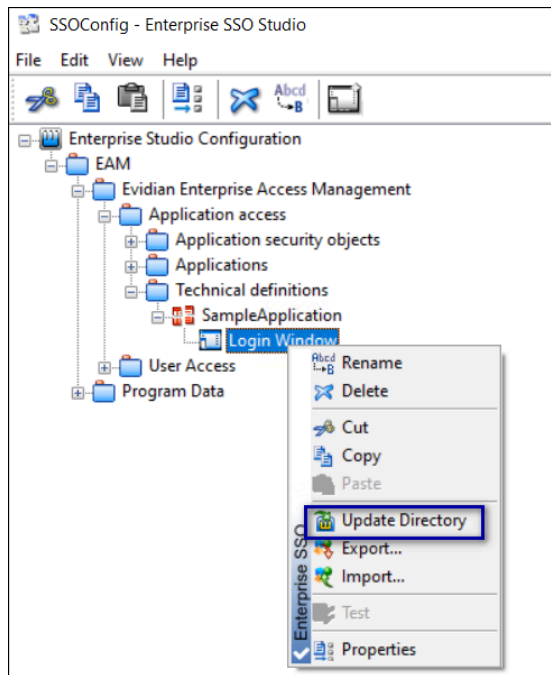 SSOConfig - Enterprise SSO Studio
File Edit View Help
Abcd
B
Enterprise Studio Configuration
EAM
Evidian Enterprise Access Management
Application access
Application security objects
Applications
Technical definitions
SampleApplication
Login Window
User Access
Program Data
Abcd
B
Rename
Delete
Cut
Copy
Paste
Update Directory
Export...
Import...
Test
Properties
Enterprise SSO